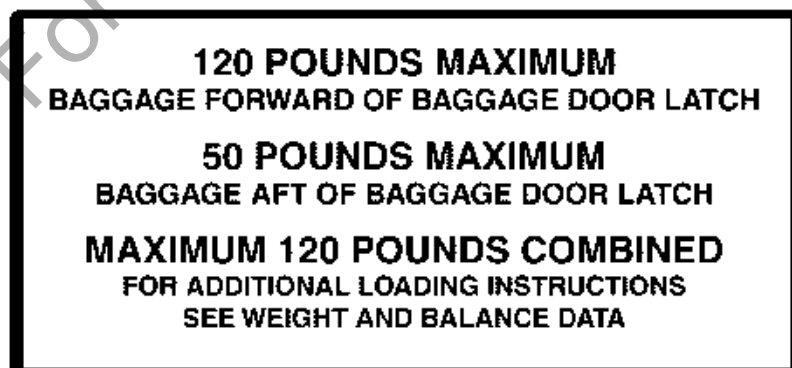 For
120 POUNDS MAXIMUM
BAGGAGE FORWARD OF BAGGAGE DOOR LATCH
50 POUNDS MAXIMUM
BAGGAGE AFT OF BAGGAGE DOOR LATCH
MAXIMUM 120 POUNDS COMBINED
FOR ADDITIONAL LOADING INSTRUCTIONS
SEE WEIGHT AND BALANCE DATA